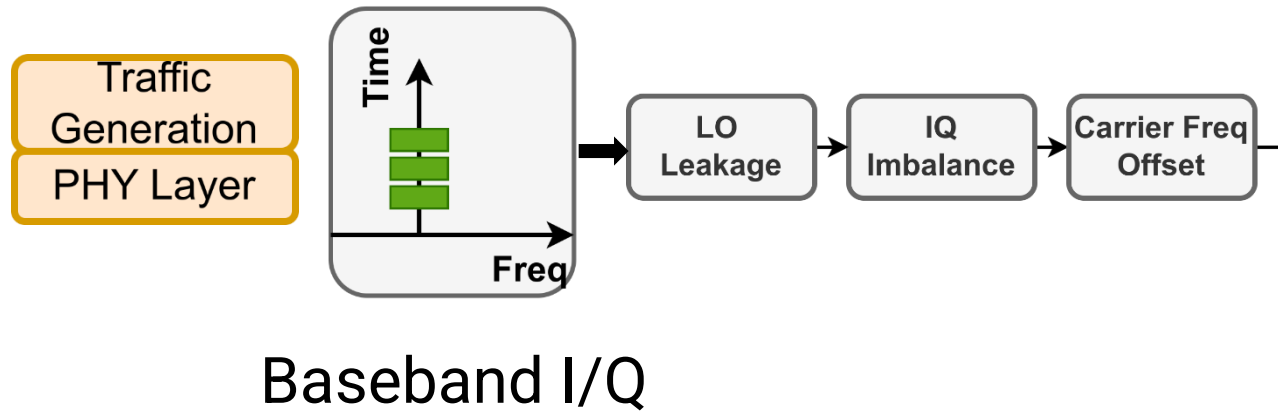 Traffic
Generation
PHY Layer
Time
Freq
LO
Leakage
IQ
Imbalance
Carrier Freq
Offset
Baseband I/Q